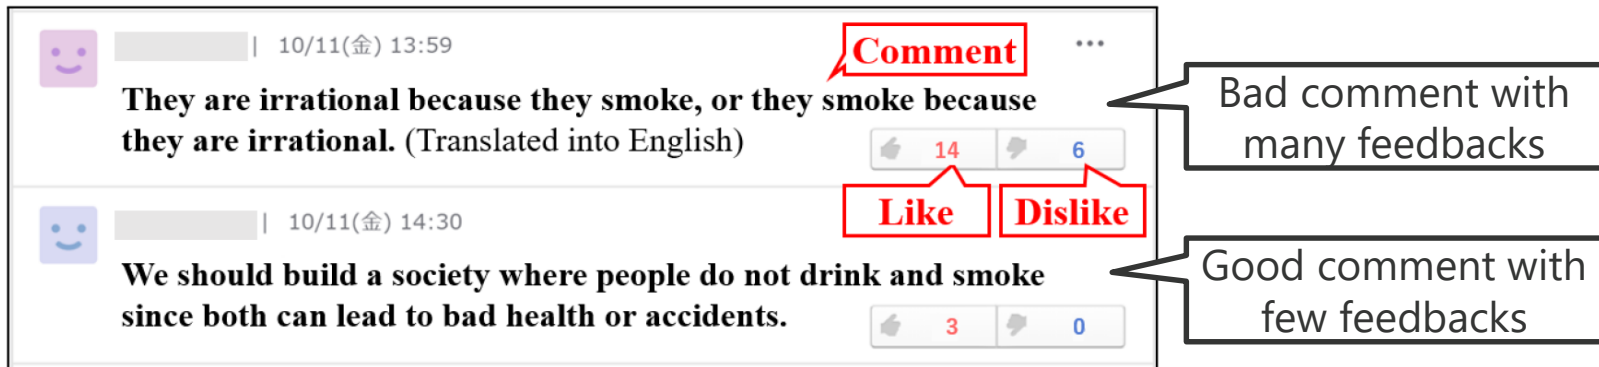 | 10/11(金) 13:59
Comment
...
They are irrational because they smoke, or they smoke because
they are irrational. (Translated into English)
14
6
Like
Dislike
Bad comment with
many feedbacks
| 10/11(金) 14:30
We should build a society where people do not drink and smoke
since both can lead to bad health or accidents.
3
0
Good comment with
few feedbacks